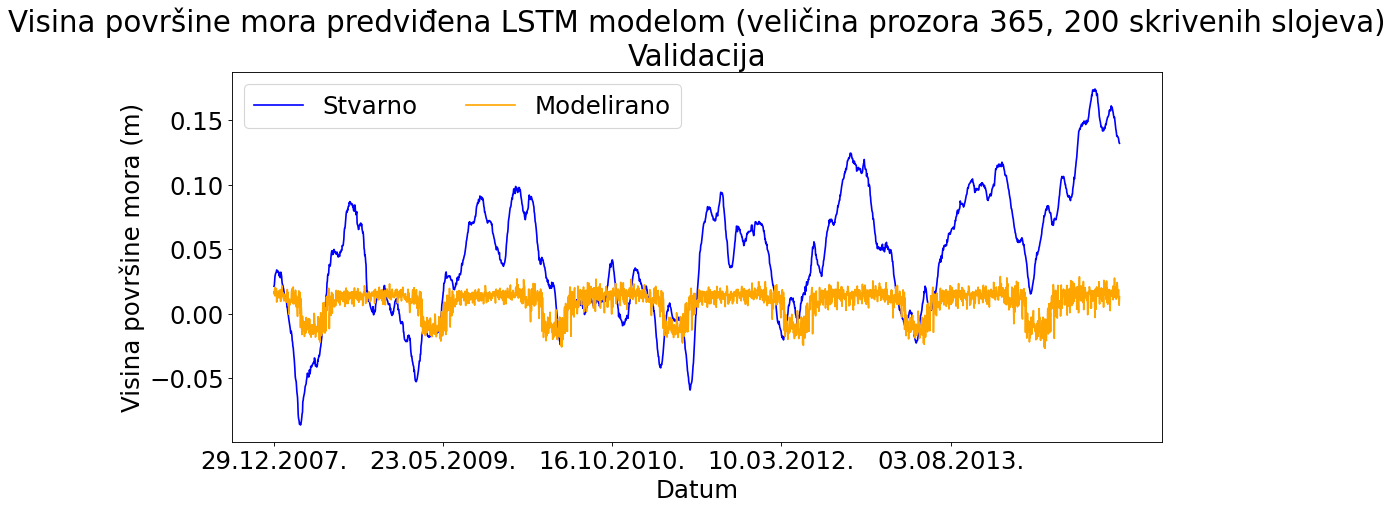 Visina površine mora predviđena LSTM modelom (veličina prozora 365, 200 skrivenih slojeva)
Validacija
Stvarno Modelirano
Visina površine mora (m)
0.15
0.10
0.05
0.00
−0.05
29.12.2007. 23.05.2009. 16.10.2010. 10.03.2012. 03.08.2013.
Datum